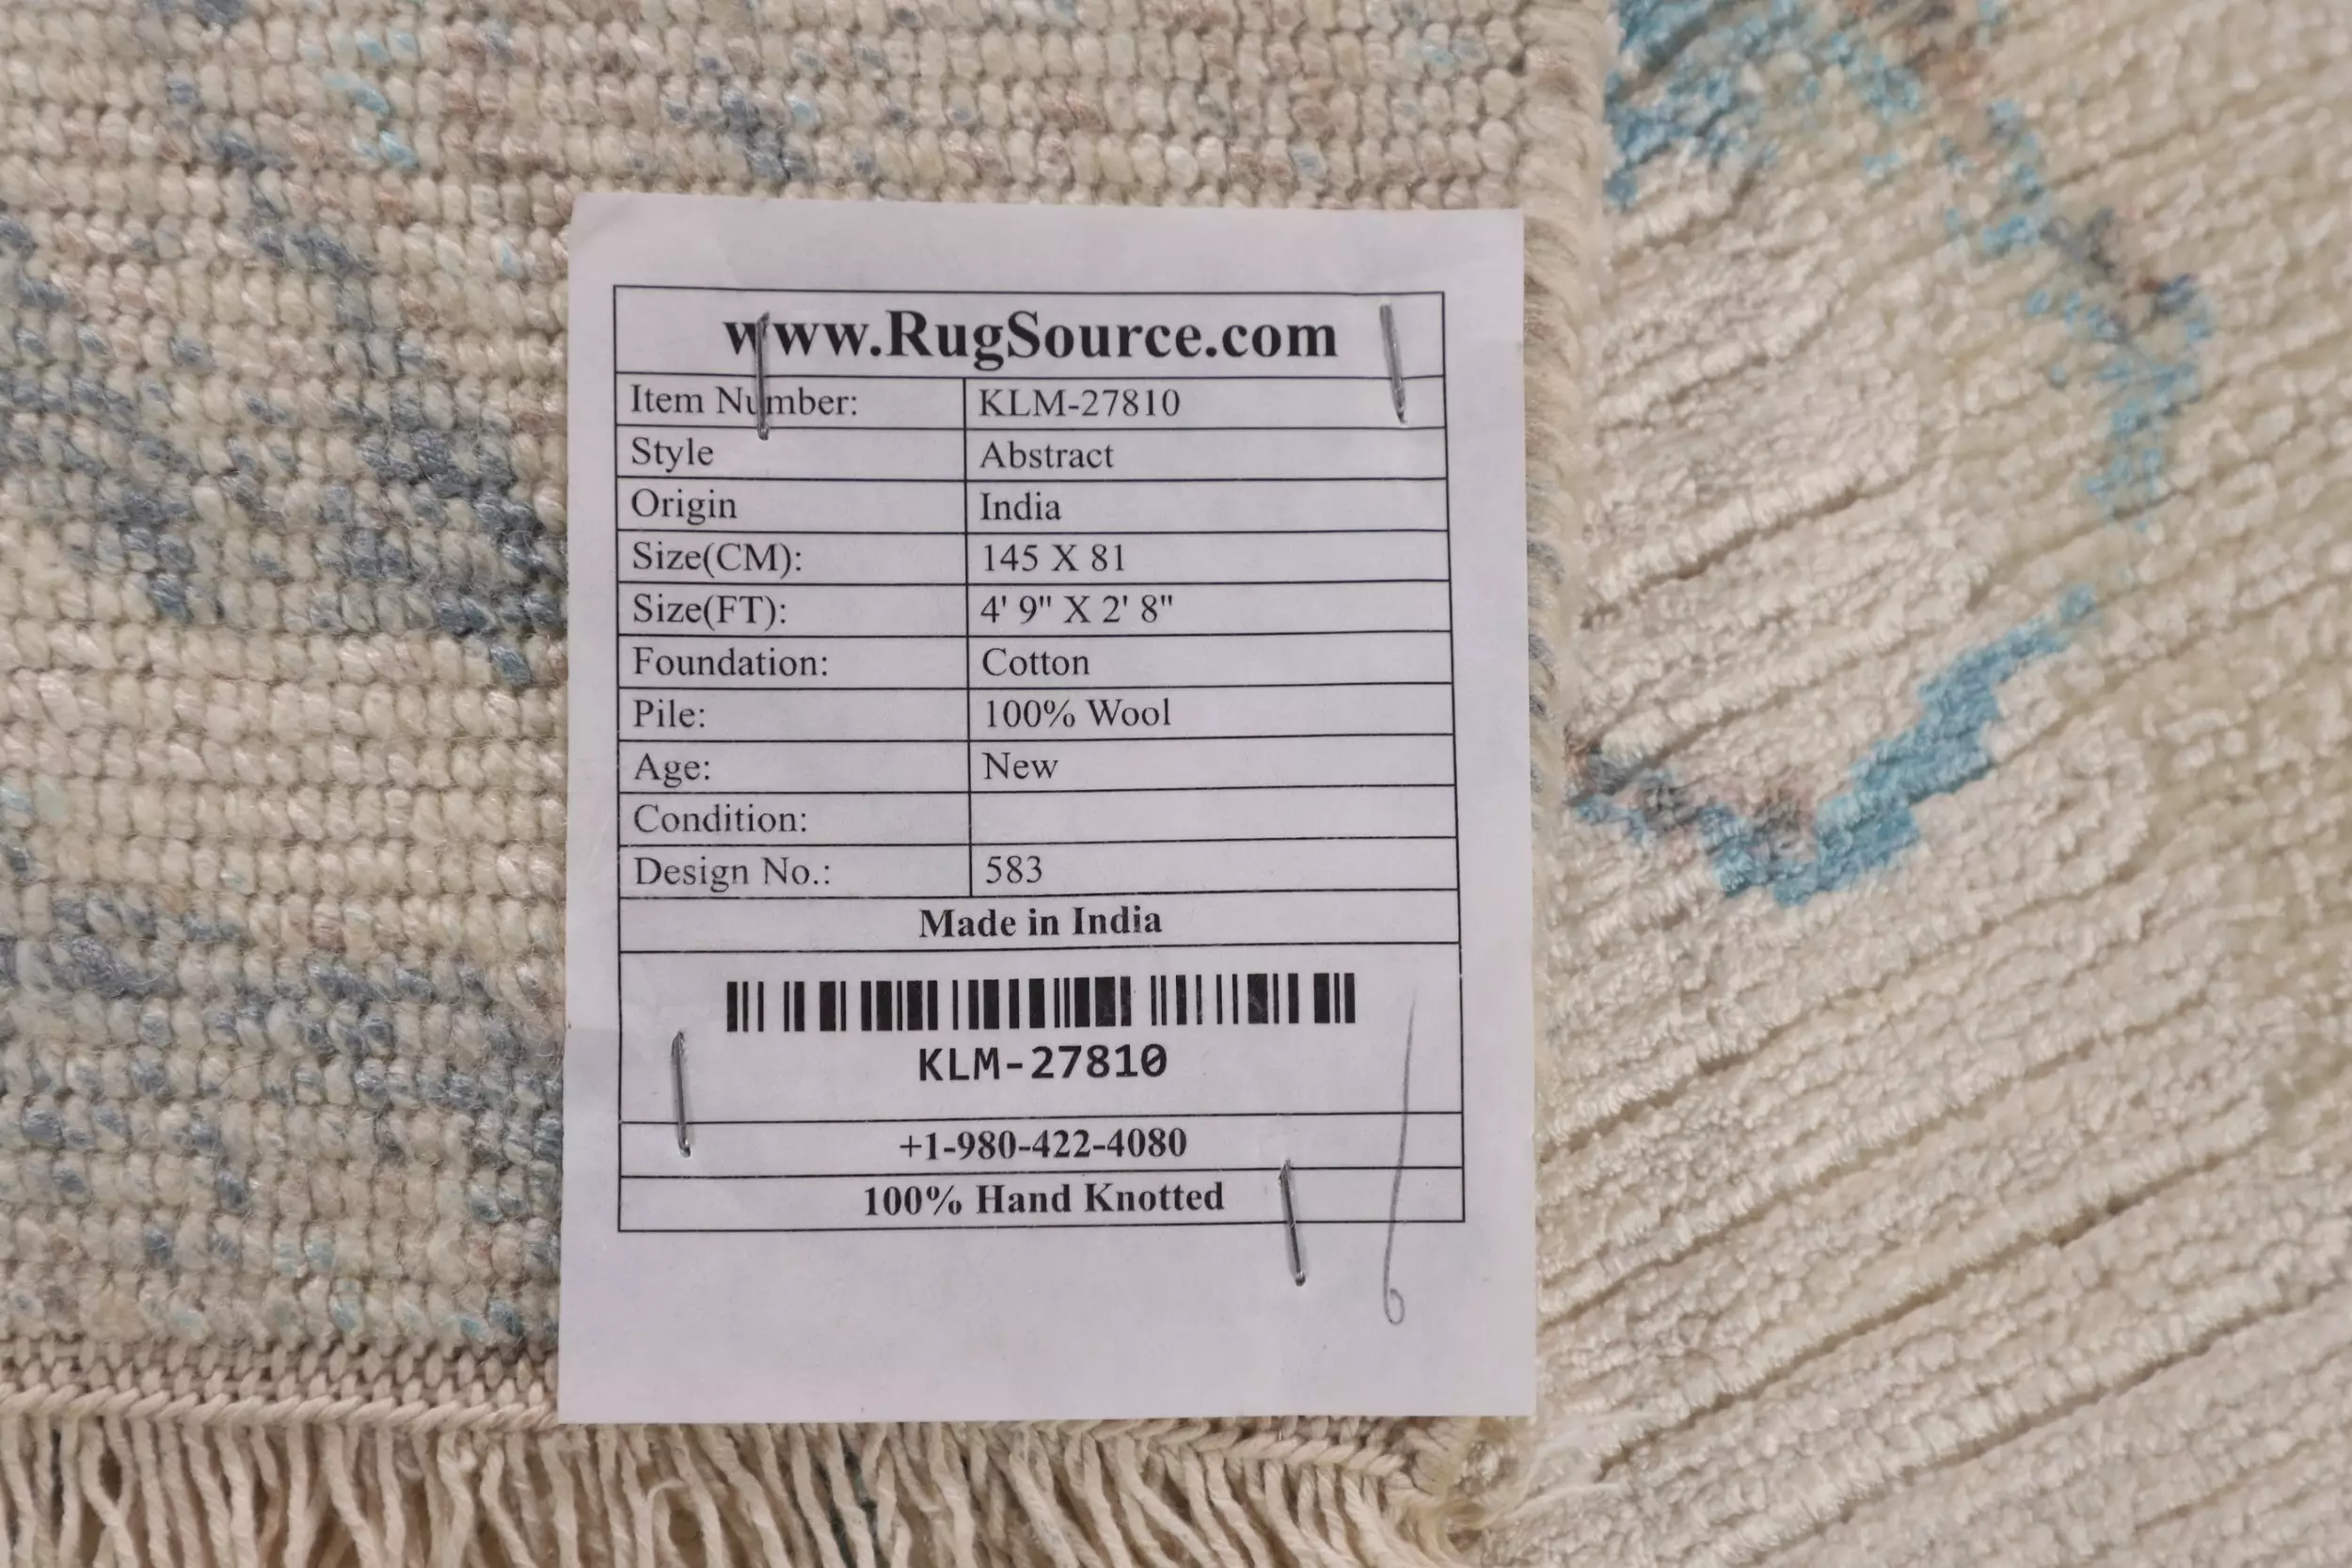 www.RugSource.com
Item Number: KLM-27810
Style Abstract
Origin India
Size(CM): 145 X 81
Size(FT): 4' 9" X 2' 8"
Foundation: Cotton
Pile: 100% Wool
Age: New
Condition:
Design No.: 583
Made in India
KLM-27810
+1-980-422-4080
100% Hand Knotted